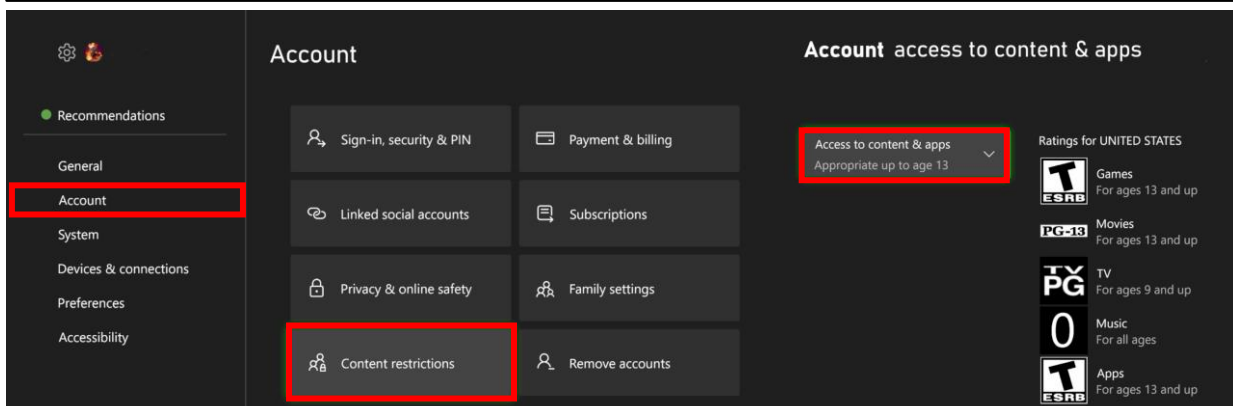 Recommendations
General
Account
System
Devices & connections
Preferences
Accessibility
Account
Sign-in, security & PIN
Payment & billing
Linked social accounts
Subscriptions
Privacy & online safety
Family settings
Content restrictions
Remove accounts
Account access to content & apps
Access to content & apps
Appropriate up to age 13
Ratings for UNITED STATES
T
ESRB
Games
For ages 13 and up
PG-13
Movies
For ages 13 and up
TV
PG
TV
For ages 9 and up
0
Music
For all ages
T
ESRB
Apps
For ages 13 and up